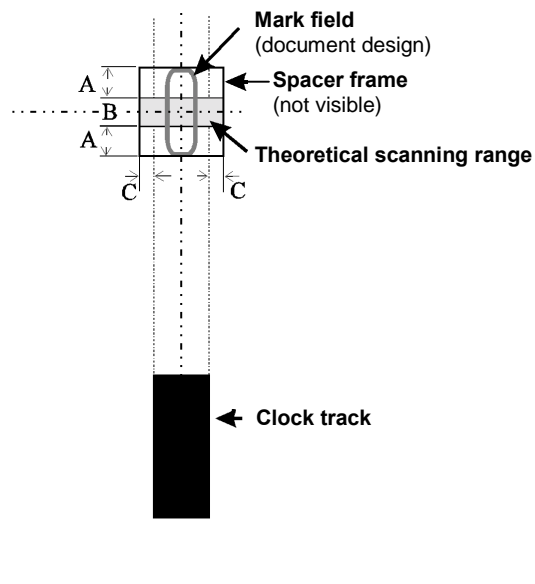 Mark field
(document design)
A
Spacer frame
(not visible)
B
A
Theoretical scanning range
C
C
Clock track